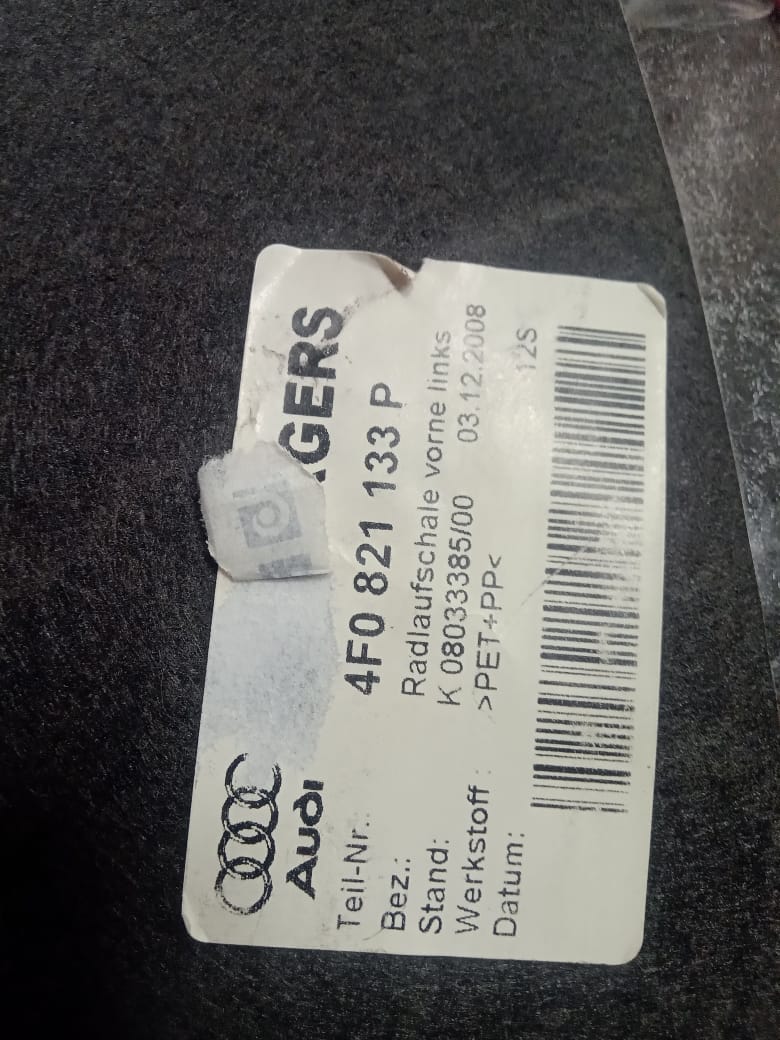 Audi
GERS
Teil-Nr.: 4F0 821 133 P
Bez.: Radlaufschale vorne links
Stand: K 08033385/00 03.12.2008
Werkstoff : >PET+PP<
Datum: 12S